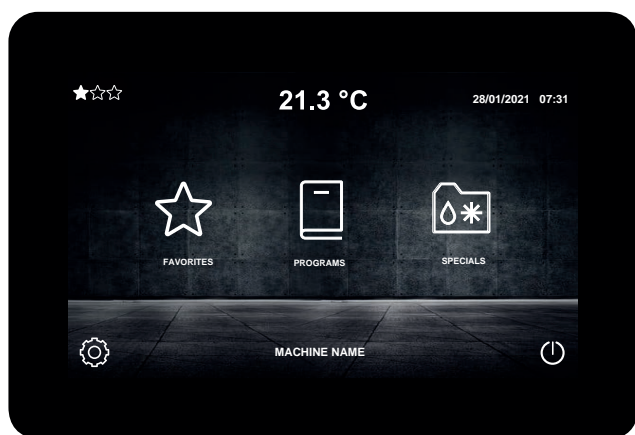 21.3 °C
28/01/2021 07:31
FAVORITES
PROGRAMS
SPECIALS
MACHINE NAME